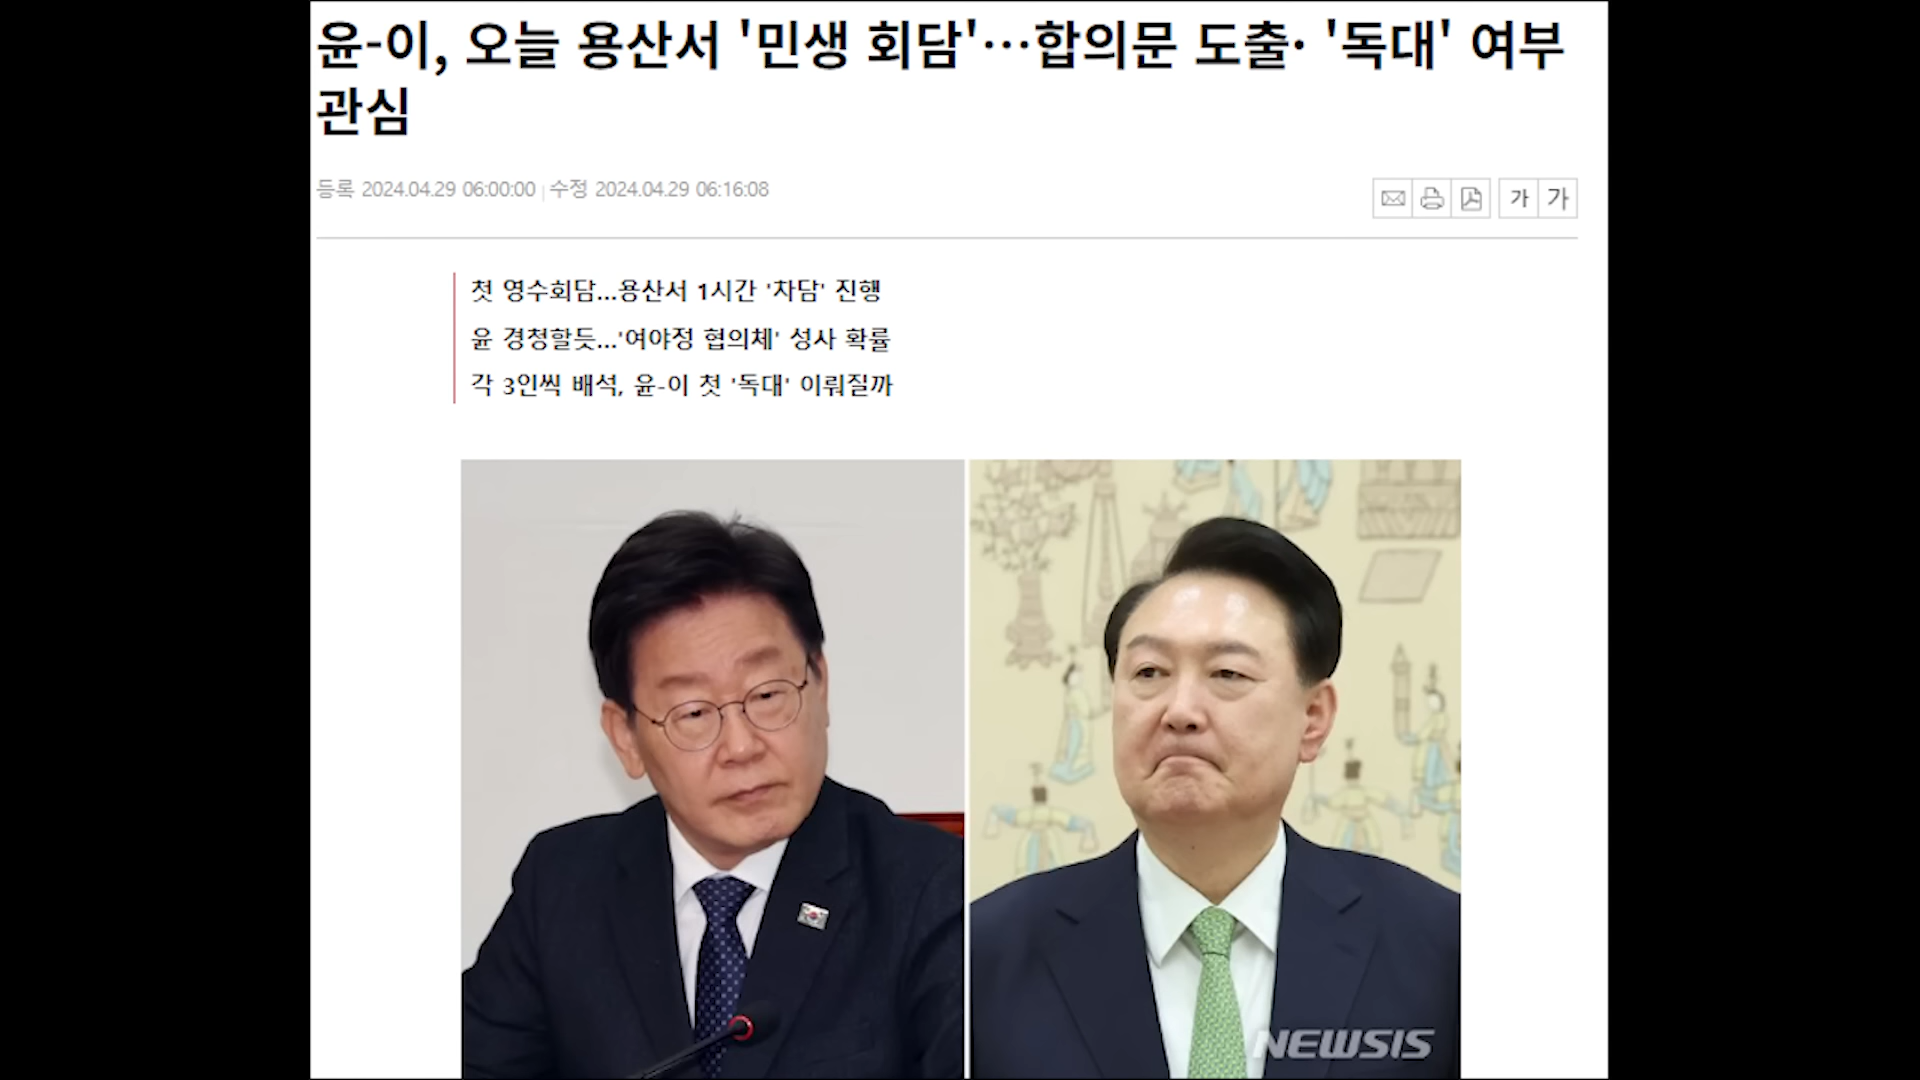 윤-이, 오늘 용산서 '민생 회담'…합의문 도출· '독대' 여부
관심
등록 2024.04.29 06:00:00 | 수정 2024.04.29 06:16:08
가 가
첫 영수회담...용산서 1시간 '차담' 진행
윤 경청할듯...'여야정 협의체' 성사 확률
각 3인씩 배석, 윤-이 첫 '독대' 이뤄질까
NEWSIS